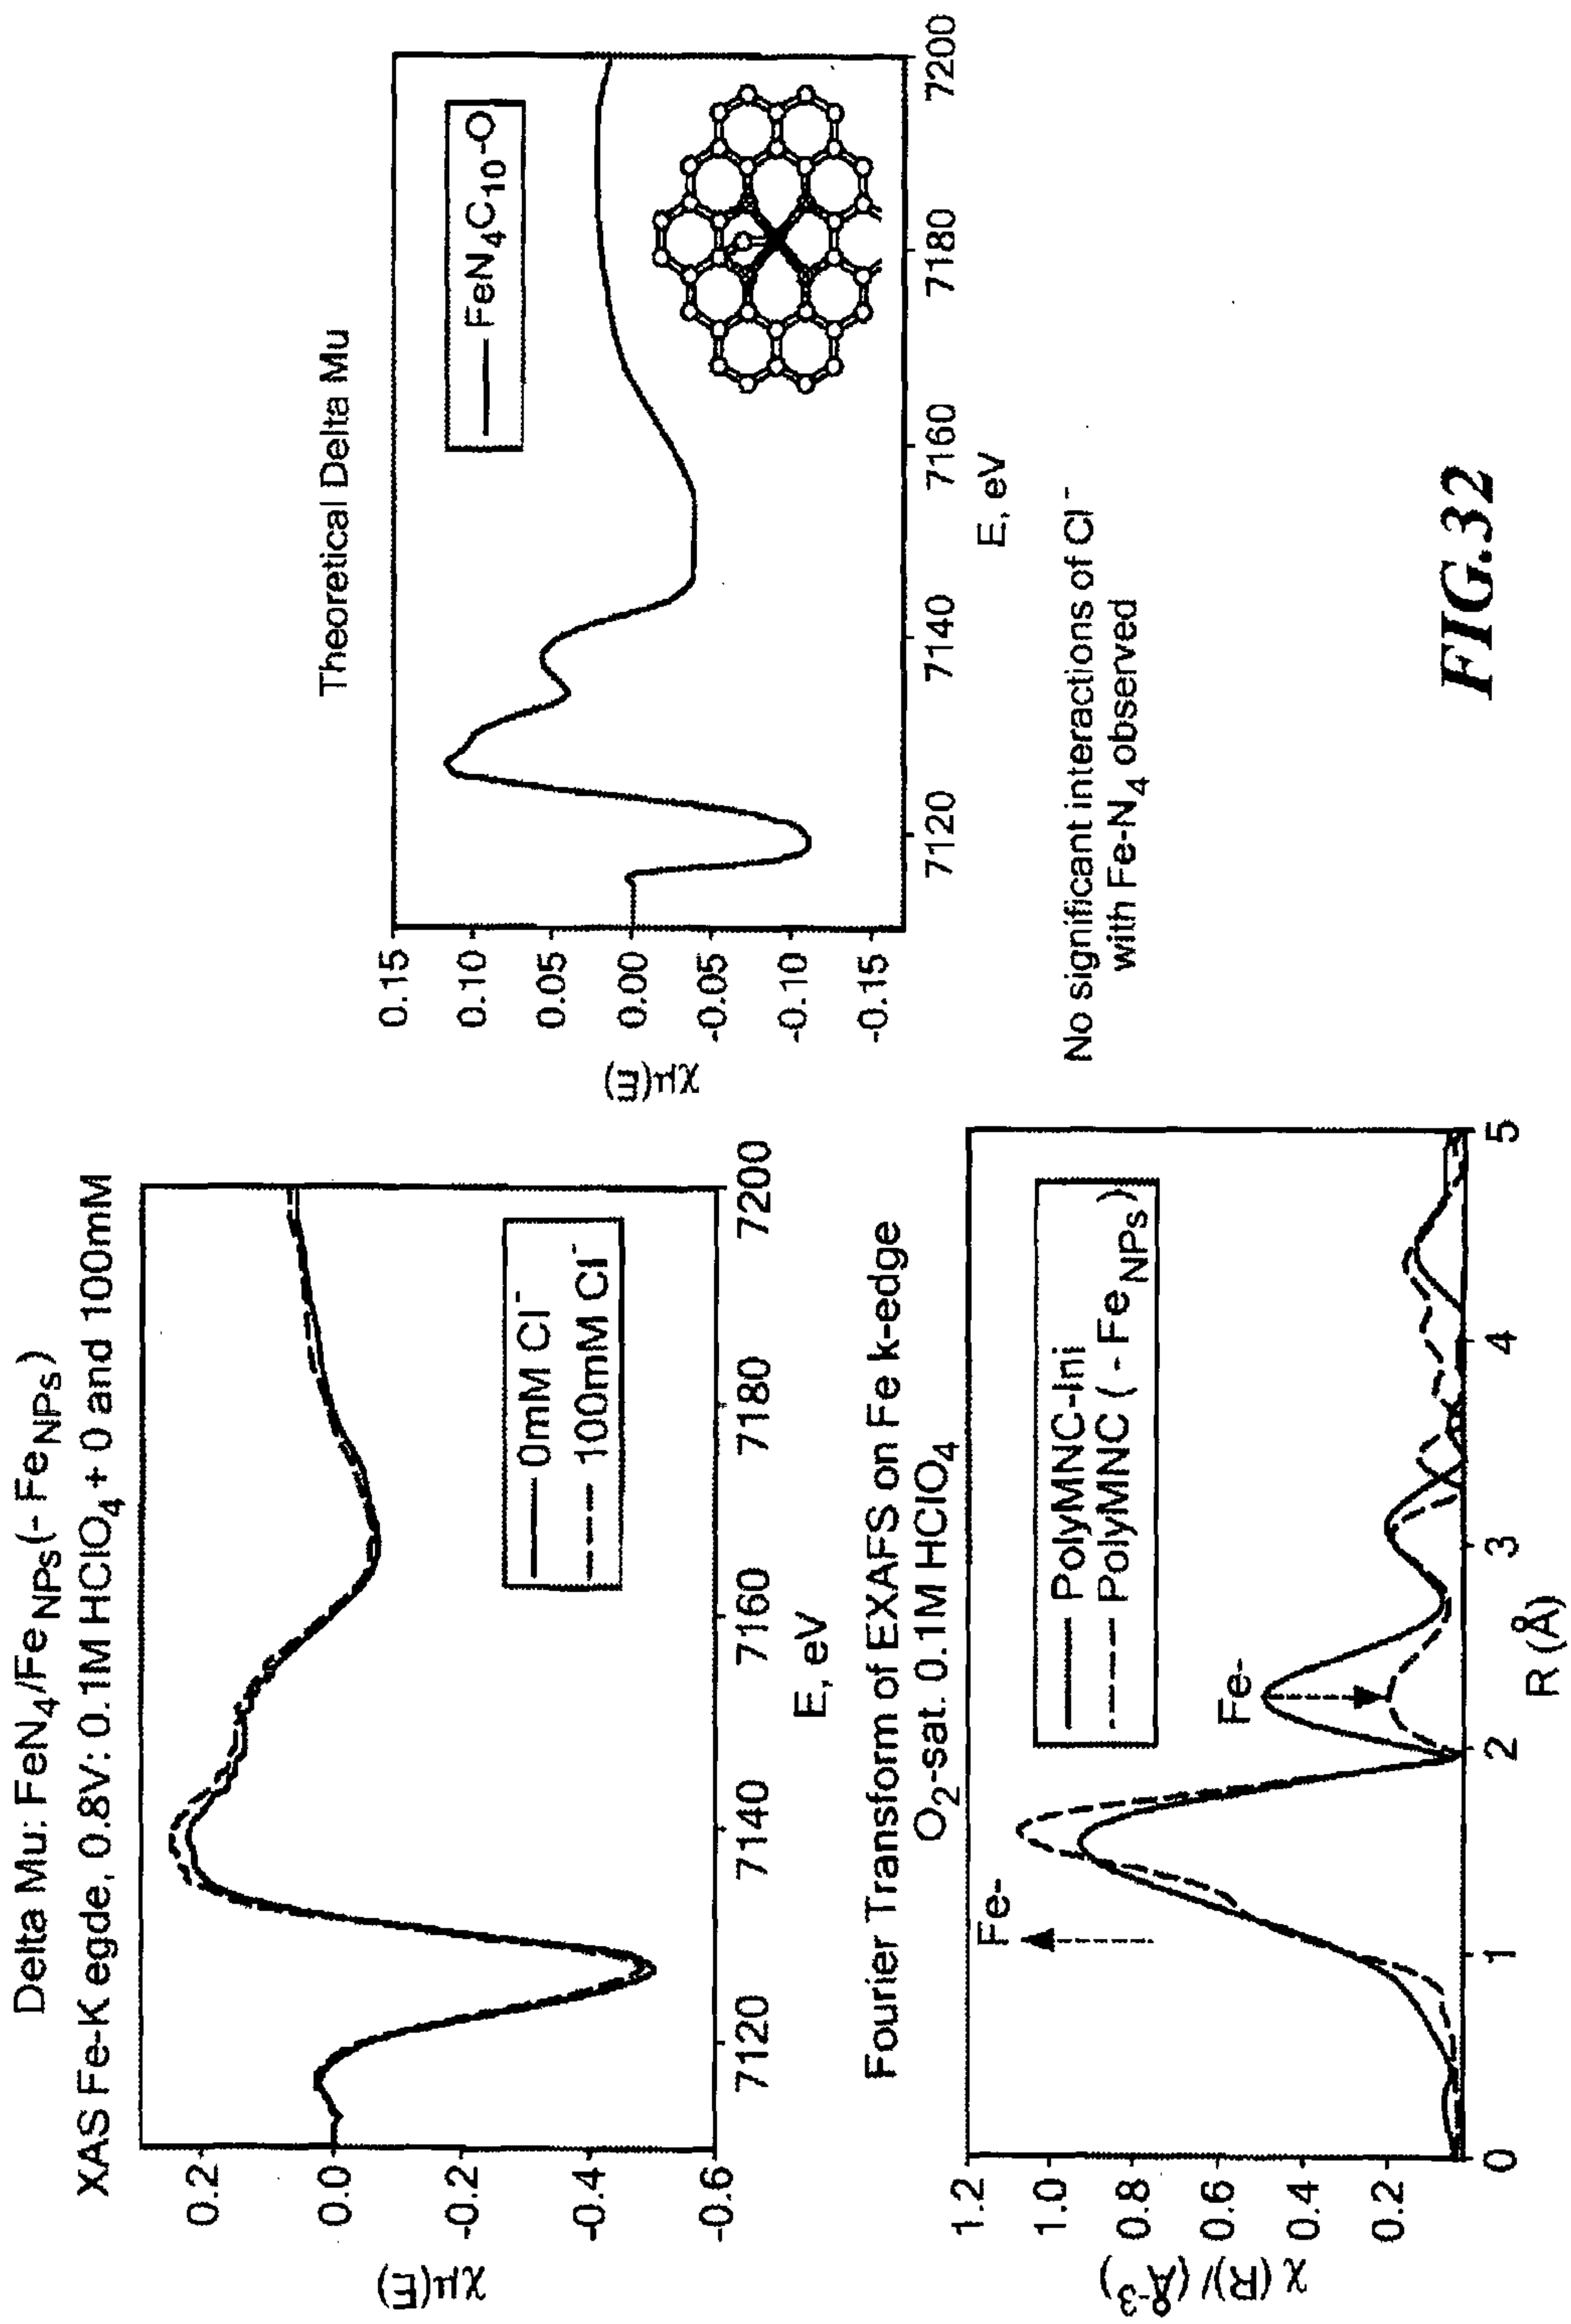 Delta Mu: FeN4/FeNPs(- FeNPs)
XAS Fe-K egde, 0.8V: 0.1M HClO4 + 0 and 100mM
0.2
0.0
-0.2
-0.4
-0.6
χμ(E)
0mM Cl⁻
100mM Cl⁻
7120 7140 7160 7180 7200
E, eV
Theoretical Delta Mu
0.15
0.10
0.05
0.00
-0.05
-0.10
-0.15
χμ(E)
FeN4C10-O
7120 7140 7160 7180 7200
E, eV
Fourier Transform of EXAFS on Fe k-edge
O2-sat. 0.1M HClO4
1.2
1.0
0.8
0.6
0.4
0.2
χ (R)/(Å-3)
Fe-
Fe-
PolyMNC-Ini
PolyMNC ( - FeNPs)
0 1 2 3 4 5
R (Å)
No significant interactions of Cl⁻
with Fe-N4 observed
FIG.32